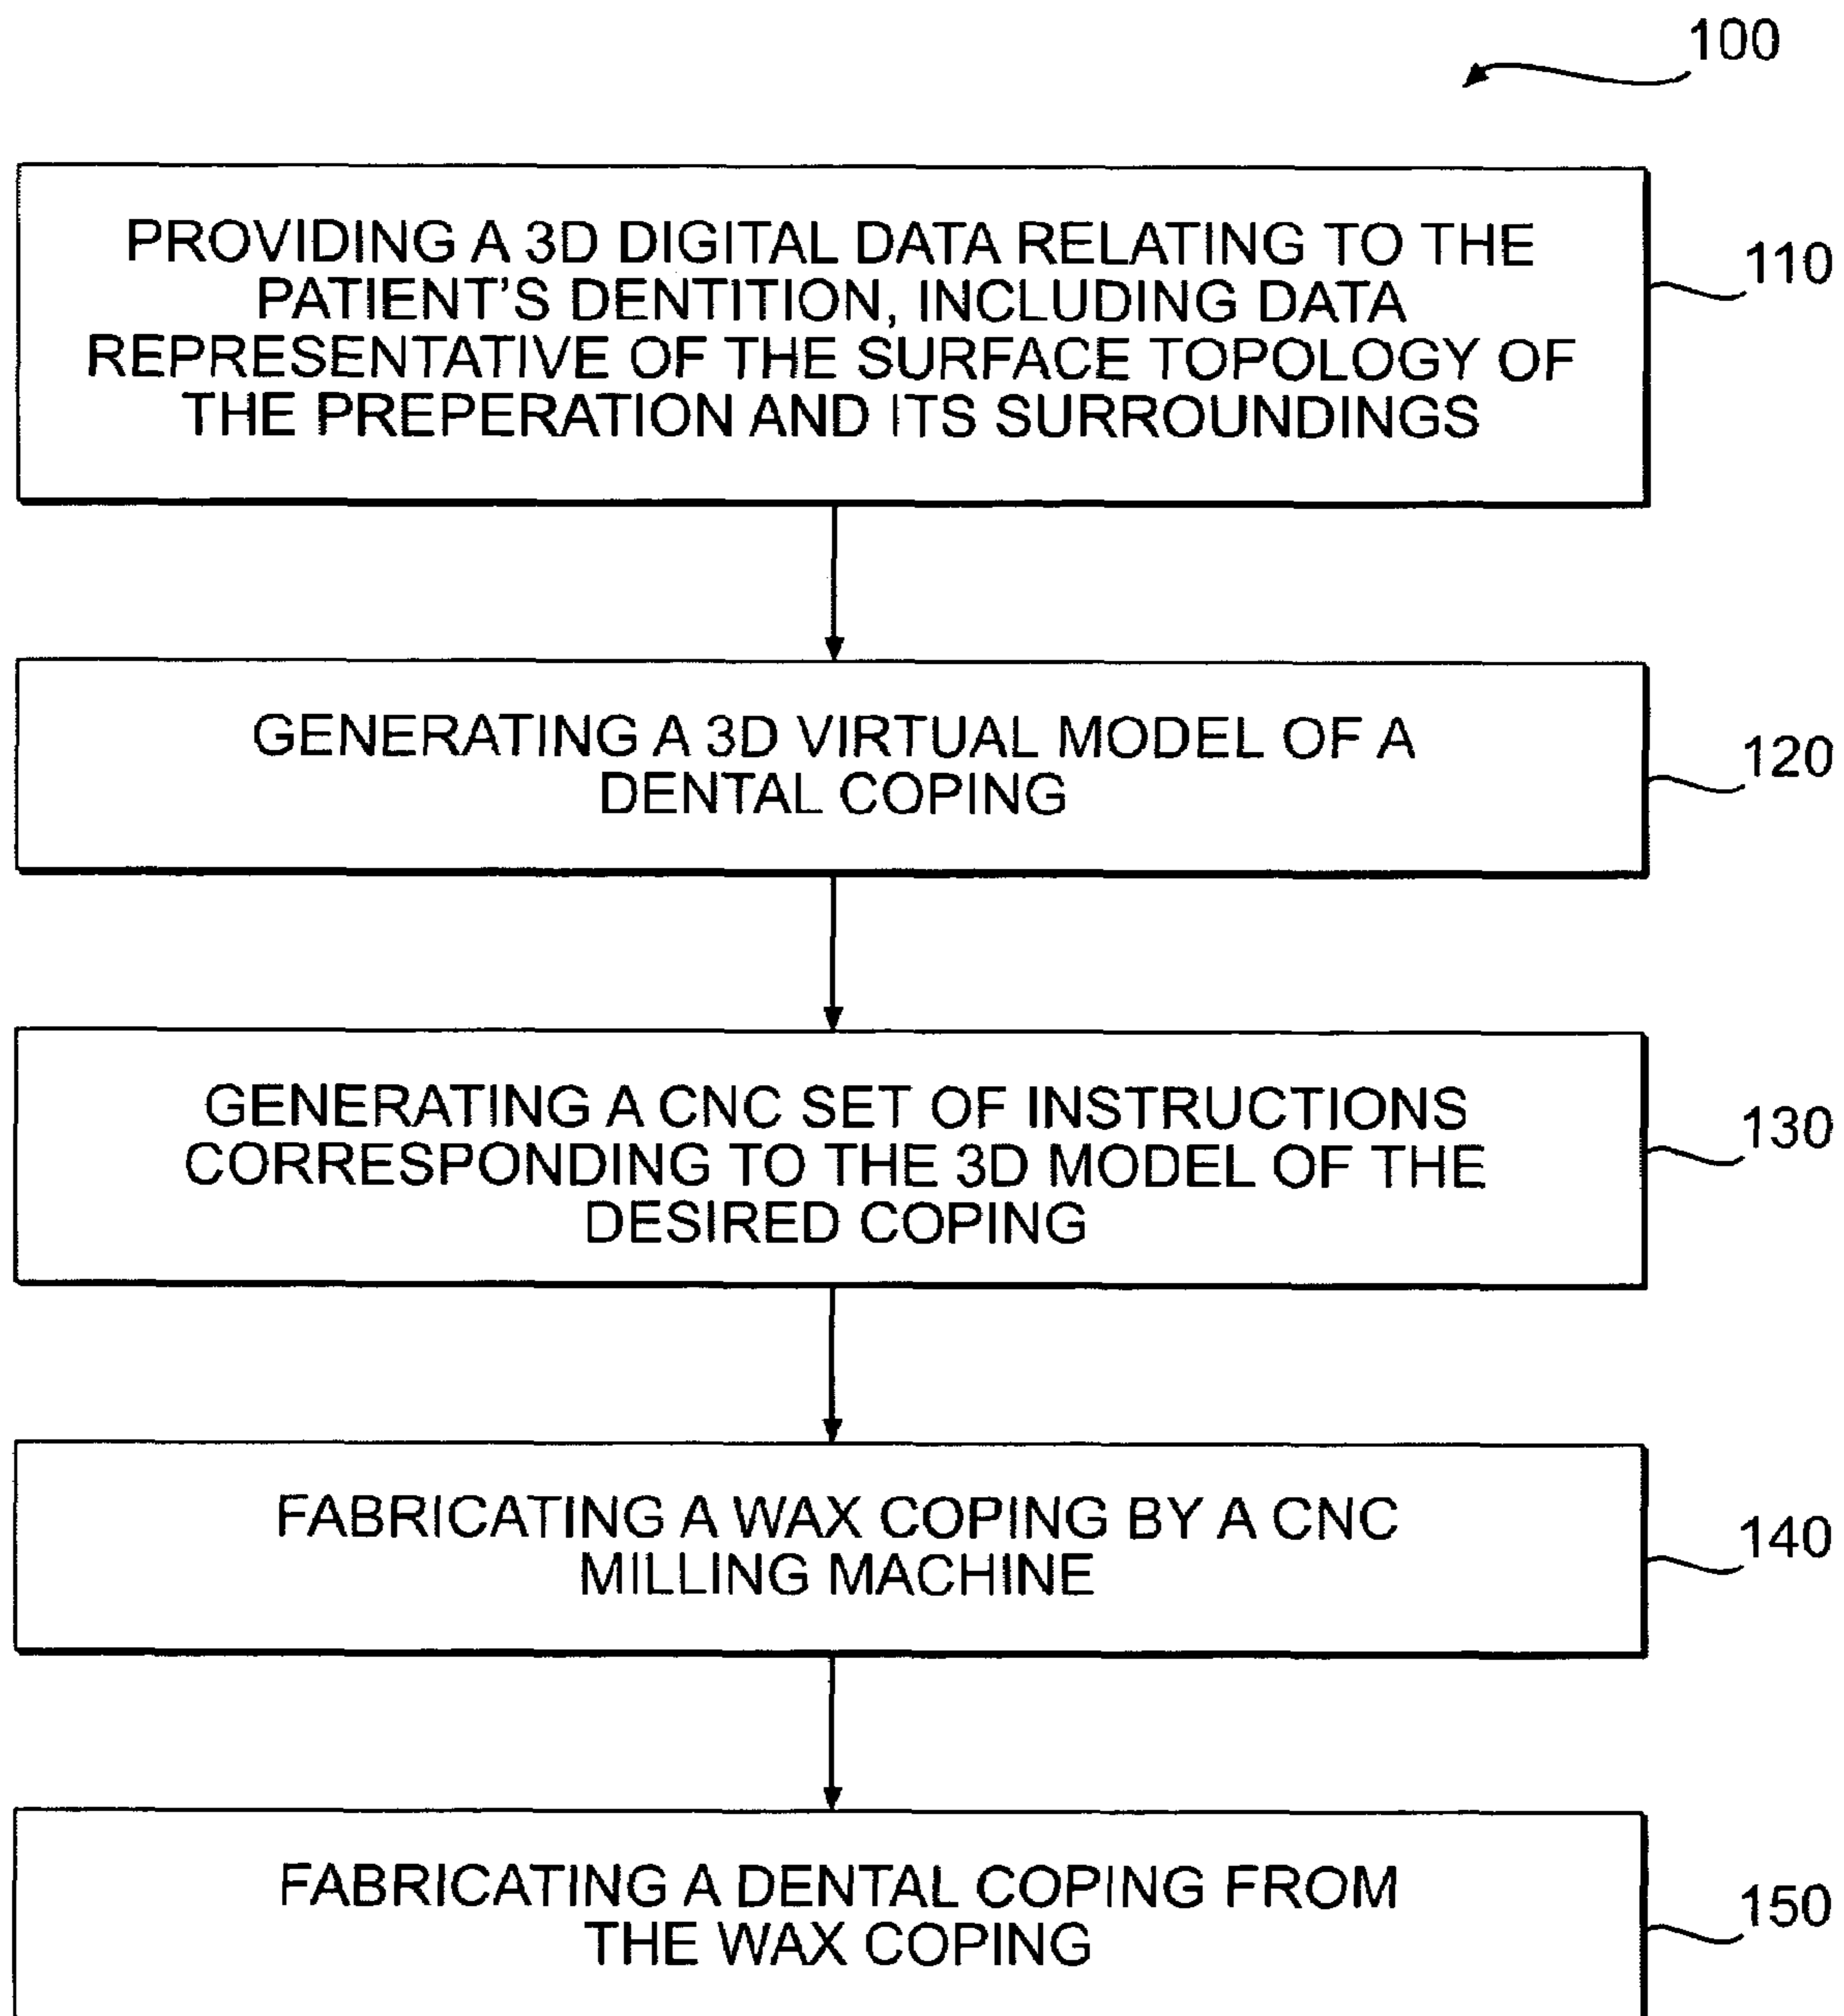 100
PROVIDING A 3D DIGITAL DATA RELATING TO THE
PATIENT'S DENTITION, INCLUDING DATA
REPRESENTATIVE OF THE SURFACE TOPOLOGY OF
THE PREPERATION AND ITS SURROUNDINGS
110
GENERATING A 3D VIRTUAL MODEL OF A
DENTAL COPING
120
GENERATING A CNC SET OF INSTRUCTIONS
CORRESPONDING TO THE 3D MODEL OF THE
DESIRED COPING
130
FABRICATING A WAX COPING BY A CNC
MILLING MACHINE
140
FABRICATING A DENTAL COPING FROM
THE WAX COPING
150